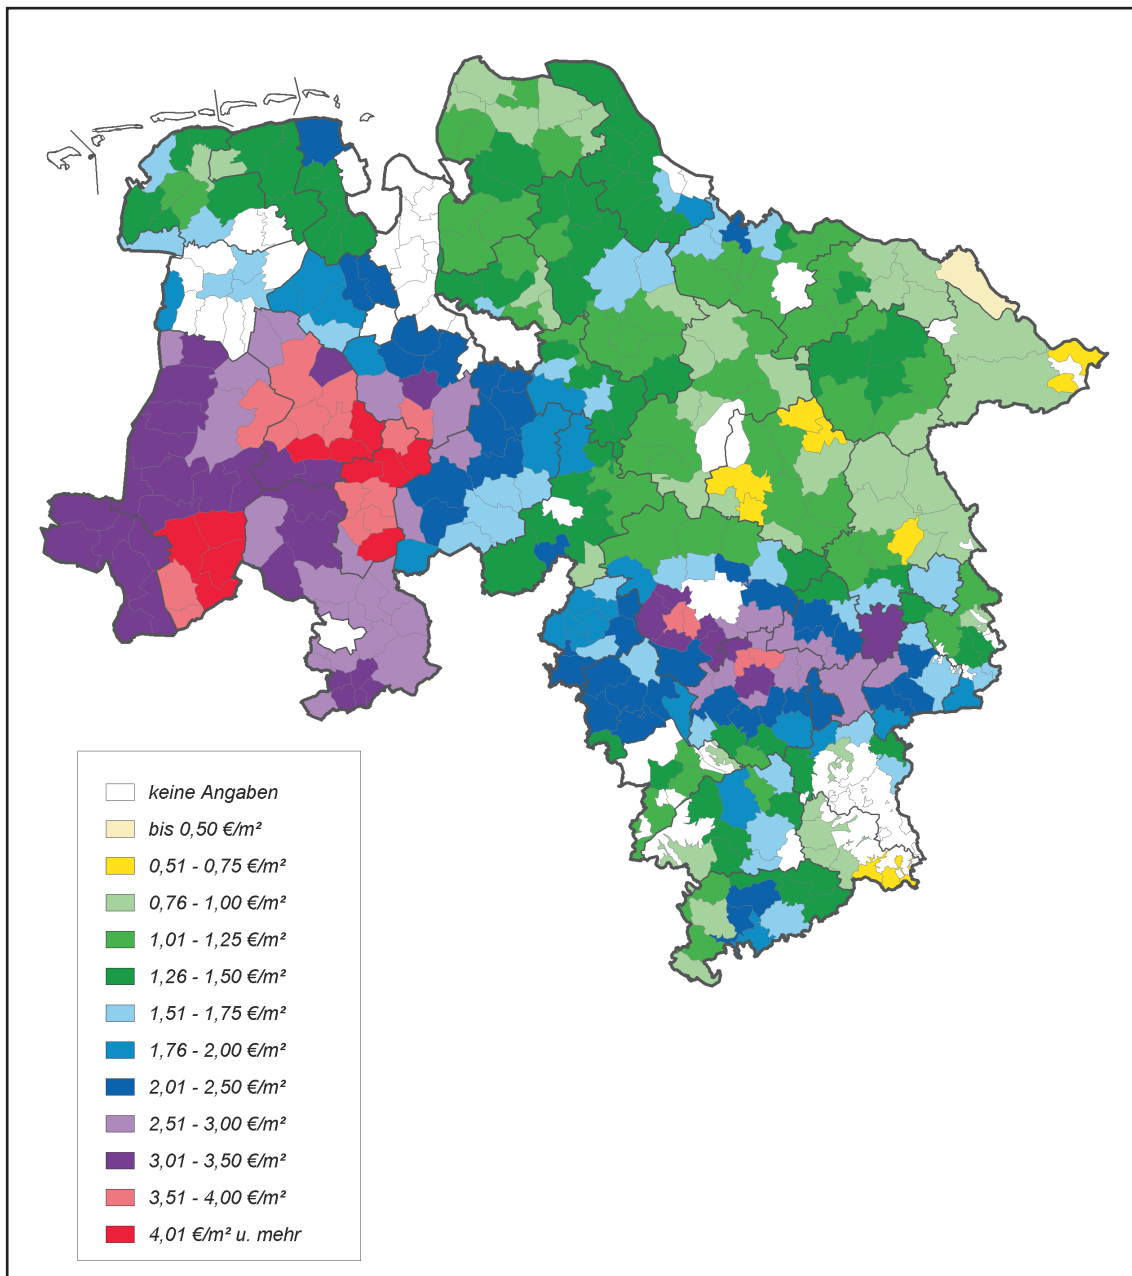 keine Angaben
bis 0,50 €/m²
0,51 - 0,75 €/m²
0,76 - 1,00 €/m²
1,01 - 1,25 €/m²
1,26 - 1,50 €/m²
1,51 - 1,75 €/m²
1,76 - 2,00 €/m²
2,01 - 2,50 €/m²
2,51 - 3,00 €/m²
3,01 - 3,50 €/m²
3,51 - 4,00 €/m²
4,01 €/m² u. mehr